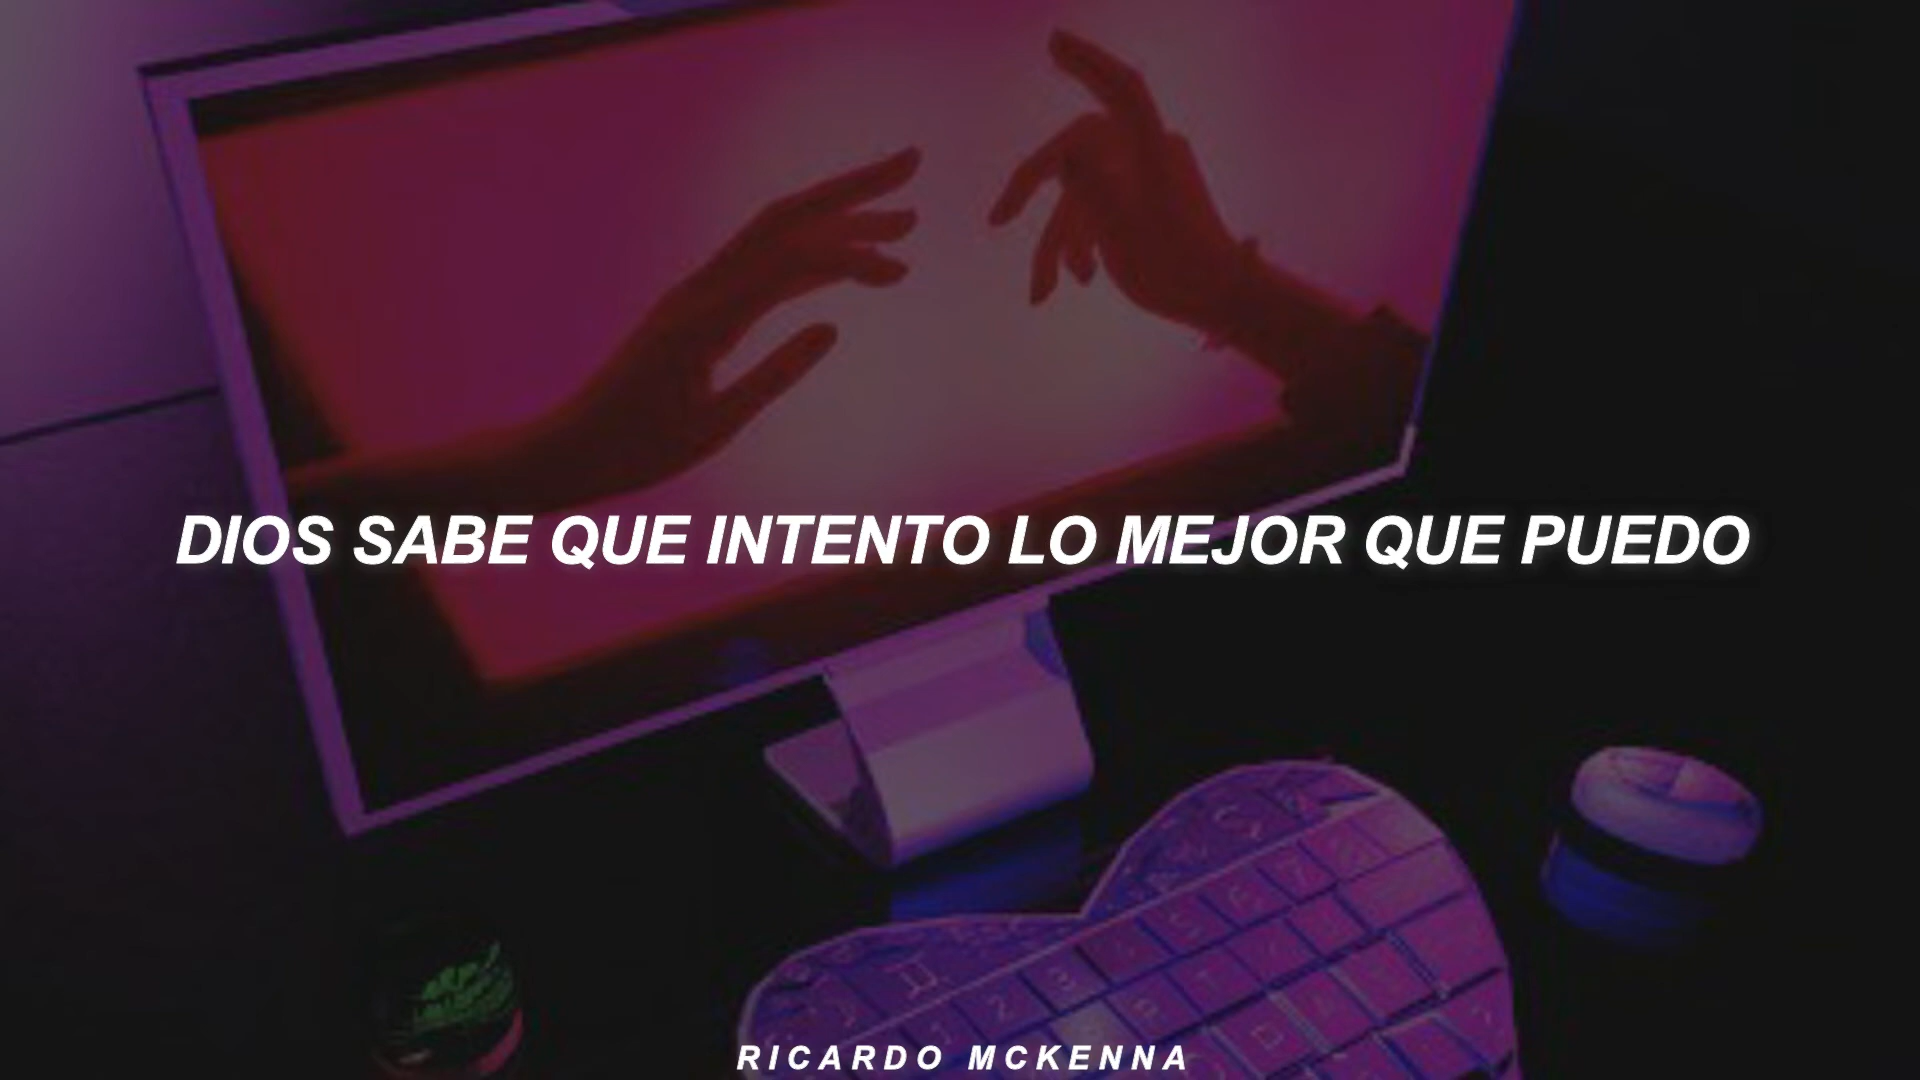 DIOS SABE QUE INTENTO LO MEJOR QUE PUEDO
RICARDO MCKENNA